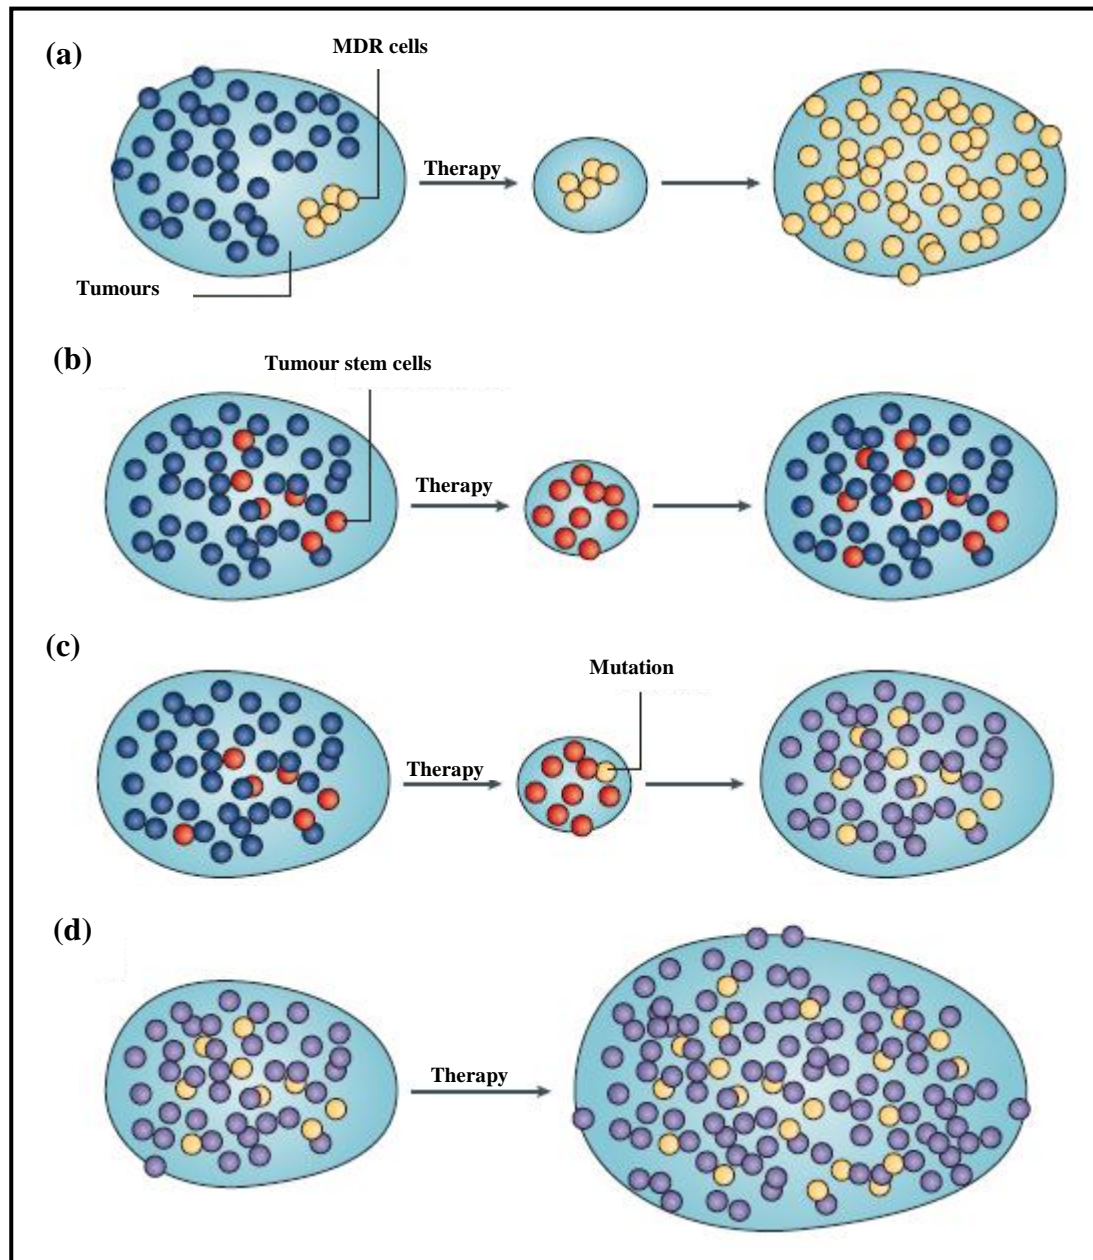 (a)
MDR cells
Therapy
Tumours
(b)
Tumour stem cells
Therapy
(c)
Mutation
Therapy
(d)
Therapy